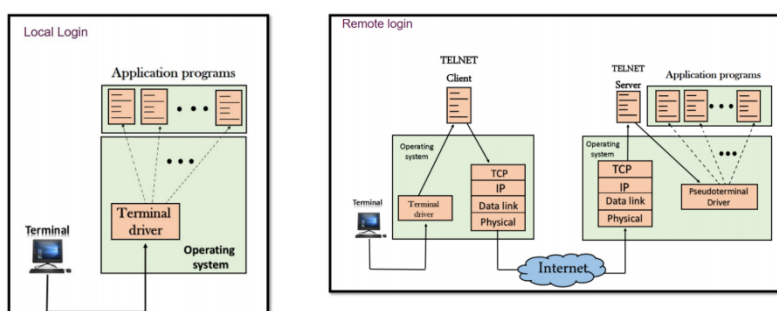 Local Login
Application programs
Terminal
driver
Terminal
Operating
system
Remote login
TELNET
Client
Operating
system
TCP
IP
Data link
Physical
Terminal
driver
Terminal
Internet
TELNET
Server
Application programs
Operating
system
TCP
IP
Data link
Physical
Pseudoterminal
Driver